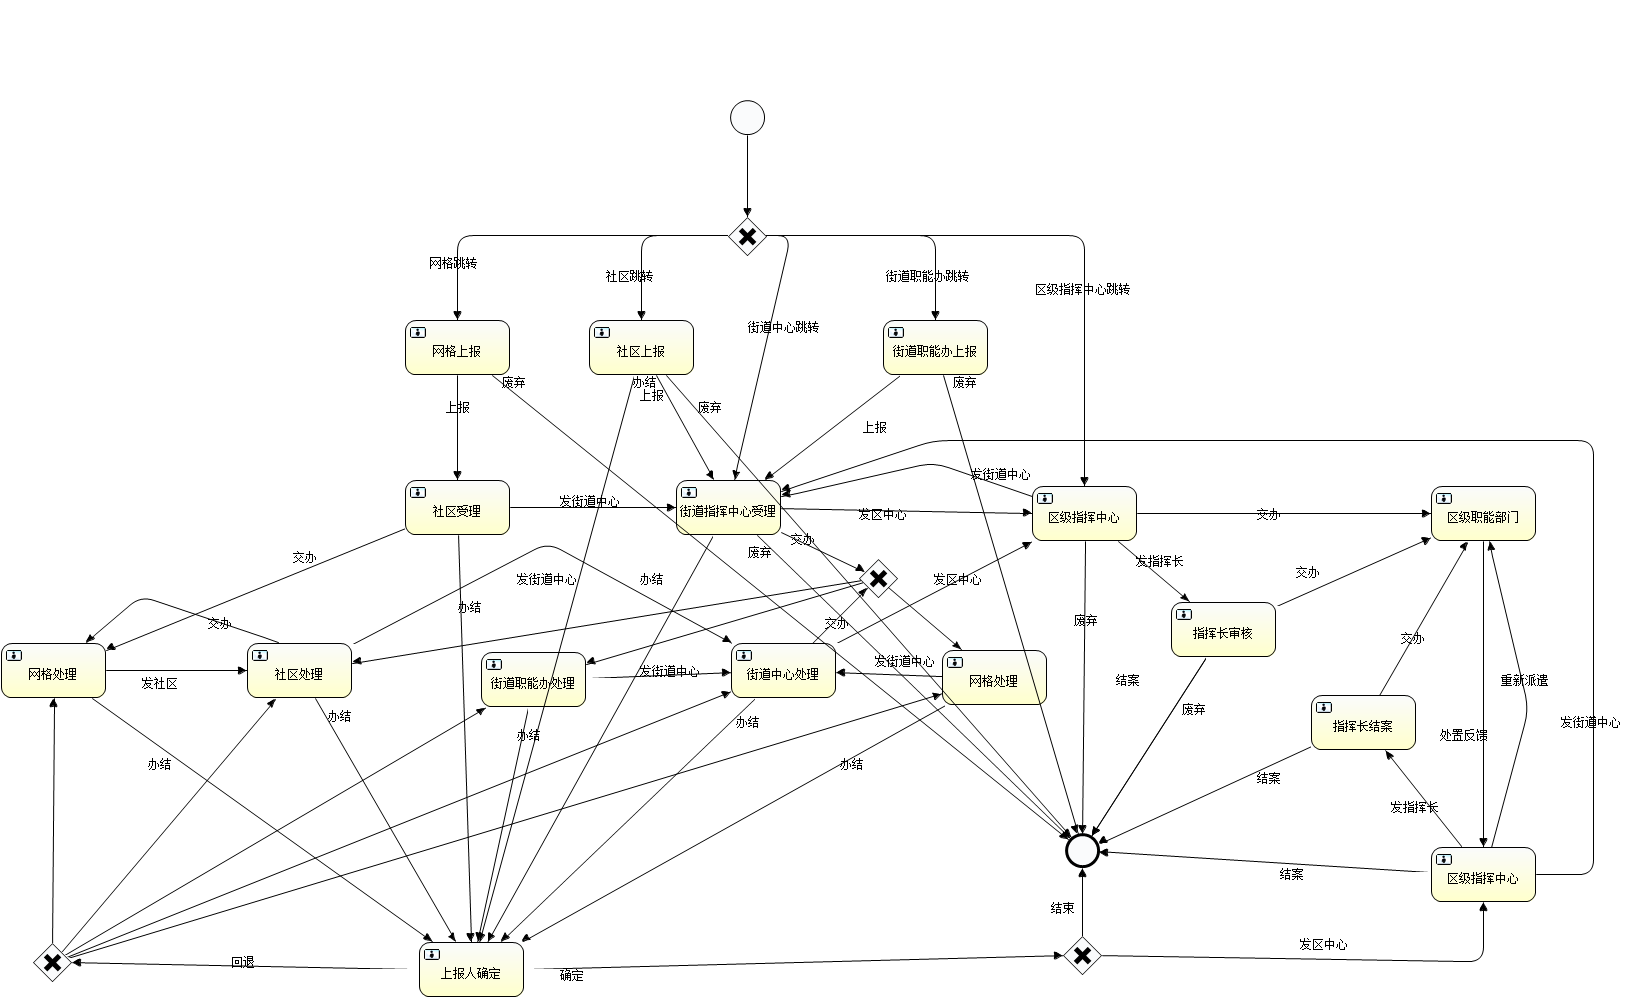 网格跳转
社区跳转
街道职能办跳转
区级指挥中心跳转
街道中心跳转
网格上报
社区上报
街道职能办上报
废弃
办结
废弃
上报
上报
废弃
上报
发街道中心
社区受理
发街道中心
街道指挥中心受理
发区中心
区级指挥中心
交办
区级职能部门
交办
废弃
交办
发指挥长
发街道中心
办结
发区中心
交办
办结
交办
交办
废弃
指挥长审核
交办
网格处理
发社区
社区处理
街道职能办处理
发街道中心
街道中心处理
发街道中心
网格处理
结案
重新派遣
办结
废弃
指挥长结案
发街道中心
办结
办结
处置反馈
办结
办结
结案
发指挥长
结案
区级指挥中心
结束
发区中心
回退
上报人确定
确定